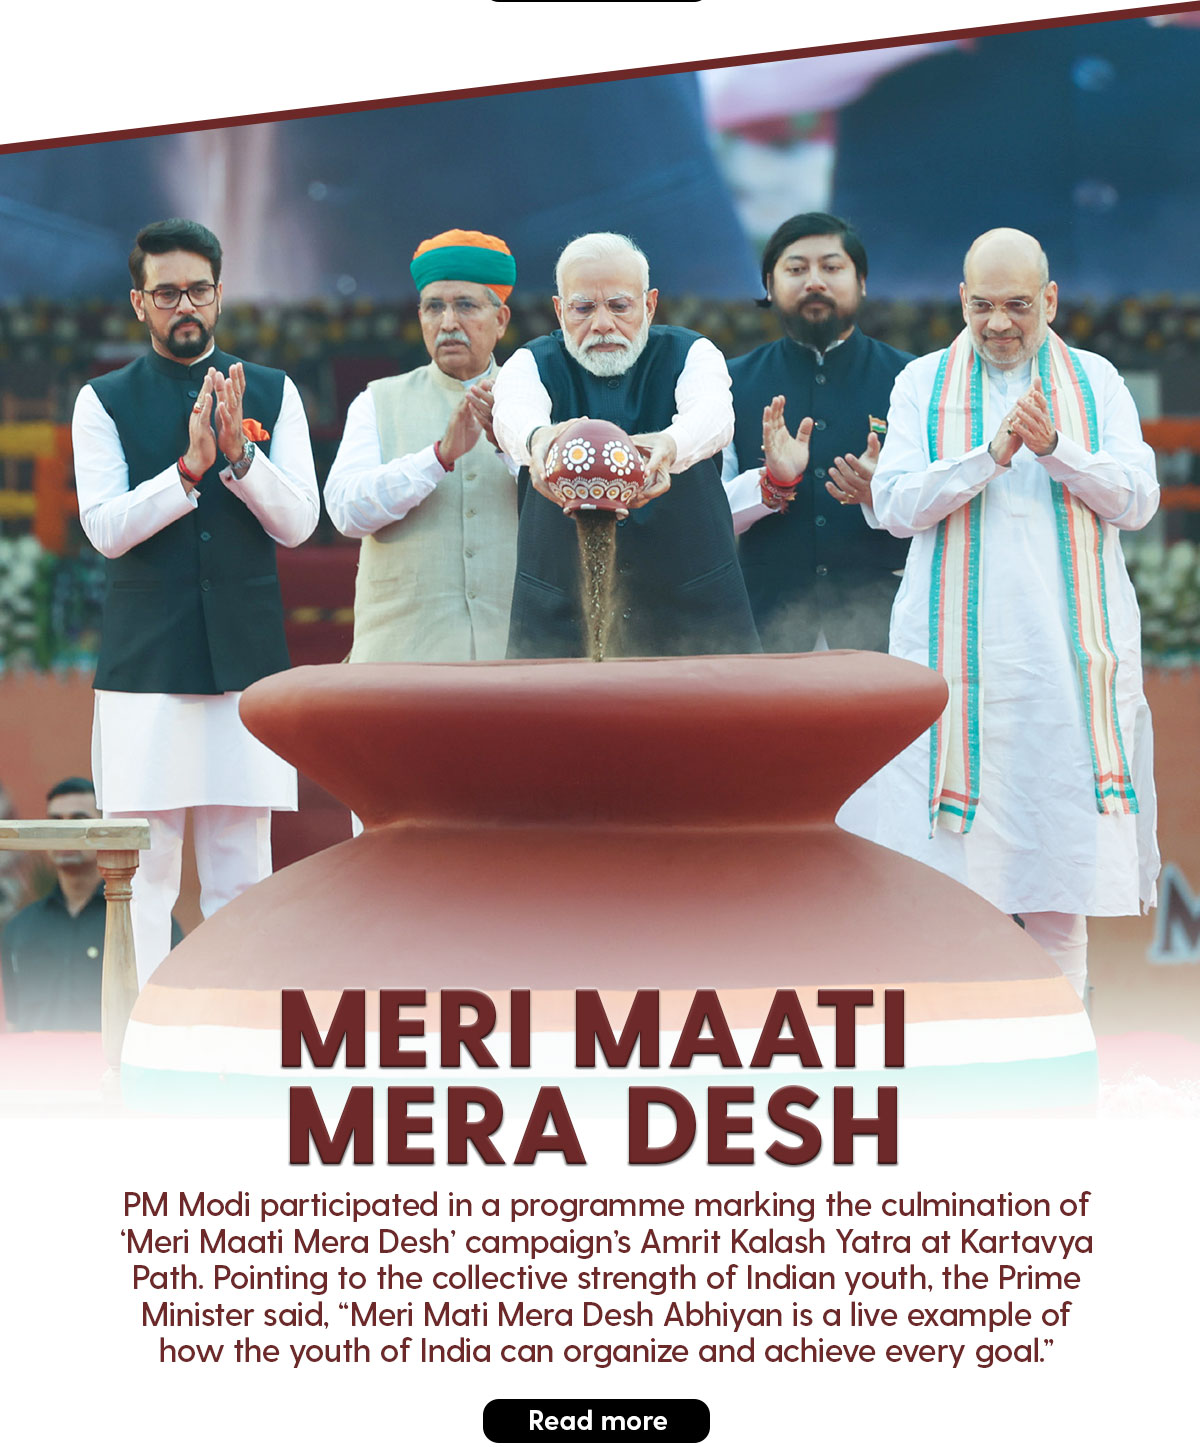 MERI MAATI
MERA DESH
PM Modi participated in a programme marking the culmination of
‘Meri Maati Mera Desh’ campaign’s Amrit Kalash Yatra at Kartavya
Path. Pointing to the collective strength of Indian youth, the Prime
Minister said, “Meri Mati Mera Desh Abhiyan is a live example of
how the youth of India can organize and achieve every goal.”
Read more